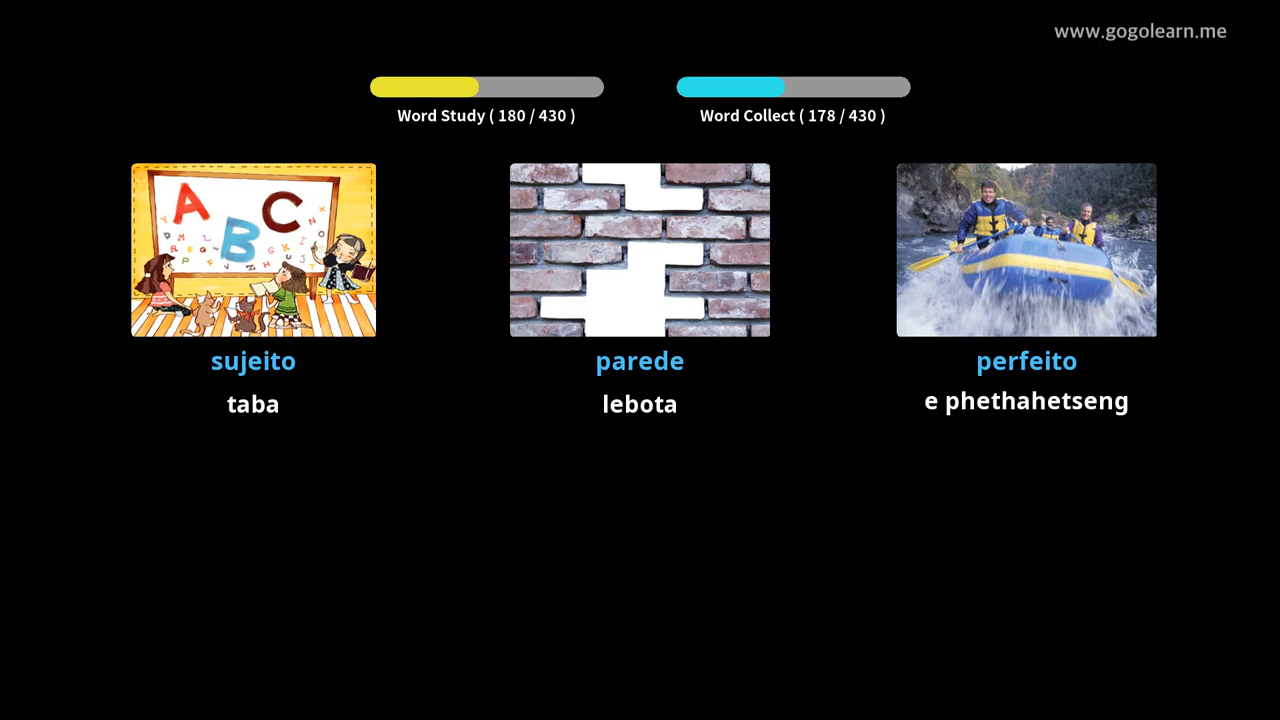 www.gogolearn.me
Word Study ( 180 / 430 )
Word Collect ( 178 / 430 )
A B C
sujeito
parede
perfeito
taba
lebota
e phethahetseng